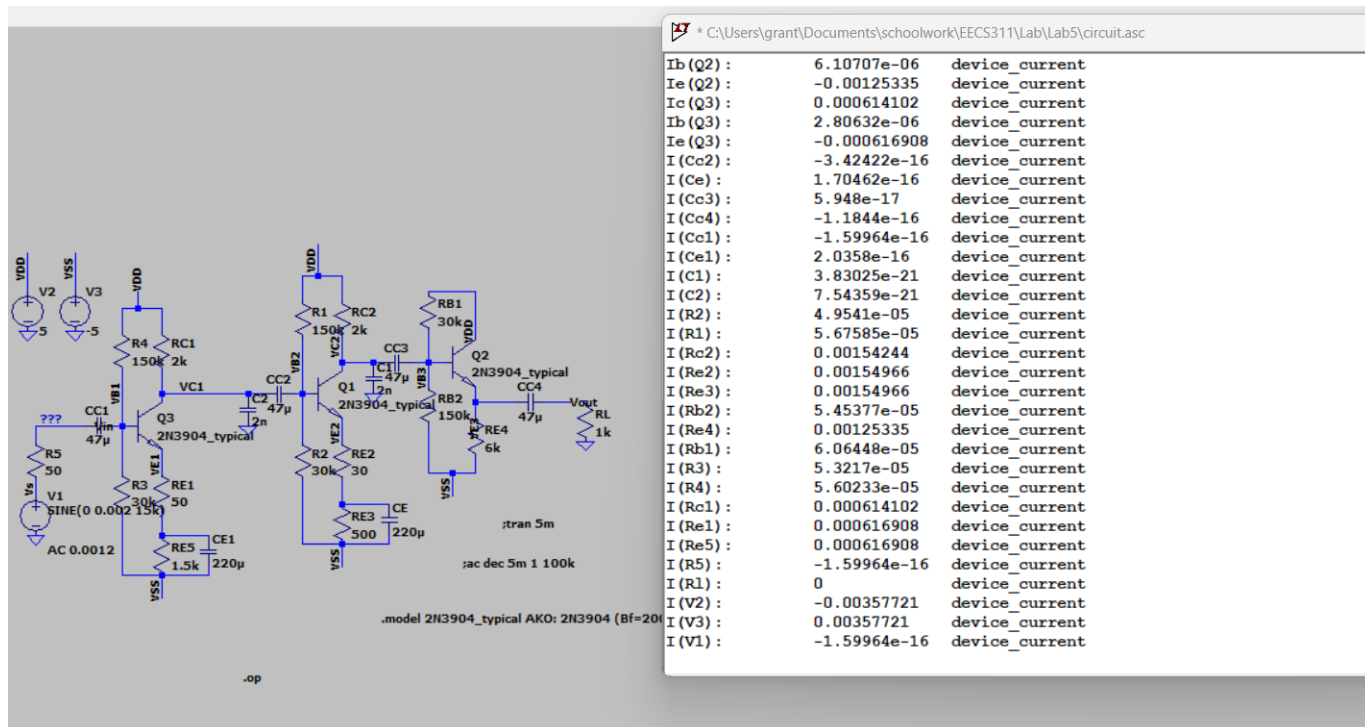 * C:\Users\grant\Documents\schoolwork\EECS311\Lab\Lab5\circuit.asc
Ib(Q2): 6.10707e-06 device_current
Ie(Q2): -0.00125335 device_current
Ic(Q3): 0.000614102 device_current
Ib(Q3): 2.80632e-06 device_current
Ie(Q3): -0.000616908 device_current
I(Cc2): -3.42422e-16 device_current
I(Ce): 1.70462e-16 device_current
I(Cc3): 5.948e-17 device_current
I(Cc4): -1.1844e-16 device_current
I(Cc1): -1.59964e-16 device_current
I(Ce1): 2.0358e-16 device_current
I(C1): 3.83025e-21 device_current
I(C2): 7.54359e-21 device_current
I(R2): 4.9541e-05 device_current
I(R1): 5.67585e-05 device_current
I(Rc2): 0.00154244 device_current
I(Re2): 0.00154966 device_current
I(Re3): 0.00154966 device_current
I(Rb2): 5.45377e-05 device_current
I(Re4): 0.00125335 device_current
I(Rb1): 6.06448e-05 device_current
I(R3): 5.3217e-05 device_current
I(R4): 5.60233e-05 device_current
I(Rc1): 0.000614102 device_current
I(Re1): 0.000616908 device_current
I(Re5): 0.000616908 device_current
I(R5): -1.59964e-16 device_current
I(Rl): 0 device_current
I(V2): -0.00357721 device_current
I(V3): 0.00357721 device_current
I(V1): -1.59964e-16 device_current
VDD
V2
5
VSS
V3
-5
VDD
R4
150k
RC1
2k
VB1
VC1
???
CC1
Vin
47µ
Q3
2N3904_typical
R5
50
Vs
V1
SINE(0 0.002 15k)
AC 0.0012
R3
30k
VE1
RE1
50
RE5
1.5k
CE1
220µ
VSS
C2
2n
CC2
47µ
VDD
R1
150k
RC2
2k
VB2
VC2
Q1
2N3904_typical
R2
30k
VE2
RE2
30
RE3
500
CE
220µ
VSS
C1
2n
CC3
47µ
RB1
30k
VDD
VB3
Q2
2N3904_typical
RB2
150k
VE3
RE4
6k
VSS
CC4
47µ
Vout
RL
1k
;tran 5m
;ac dec 5m 1 100k
.model 2N3904_typical AKO: 2N3904 (Bf=200
.op